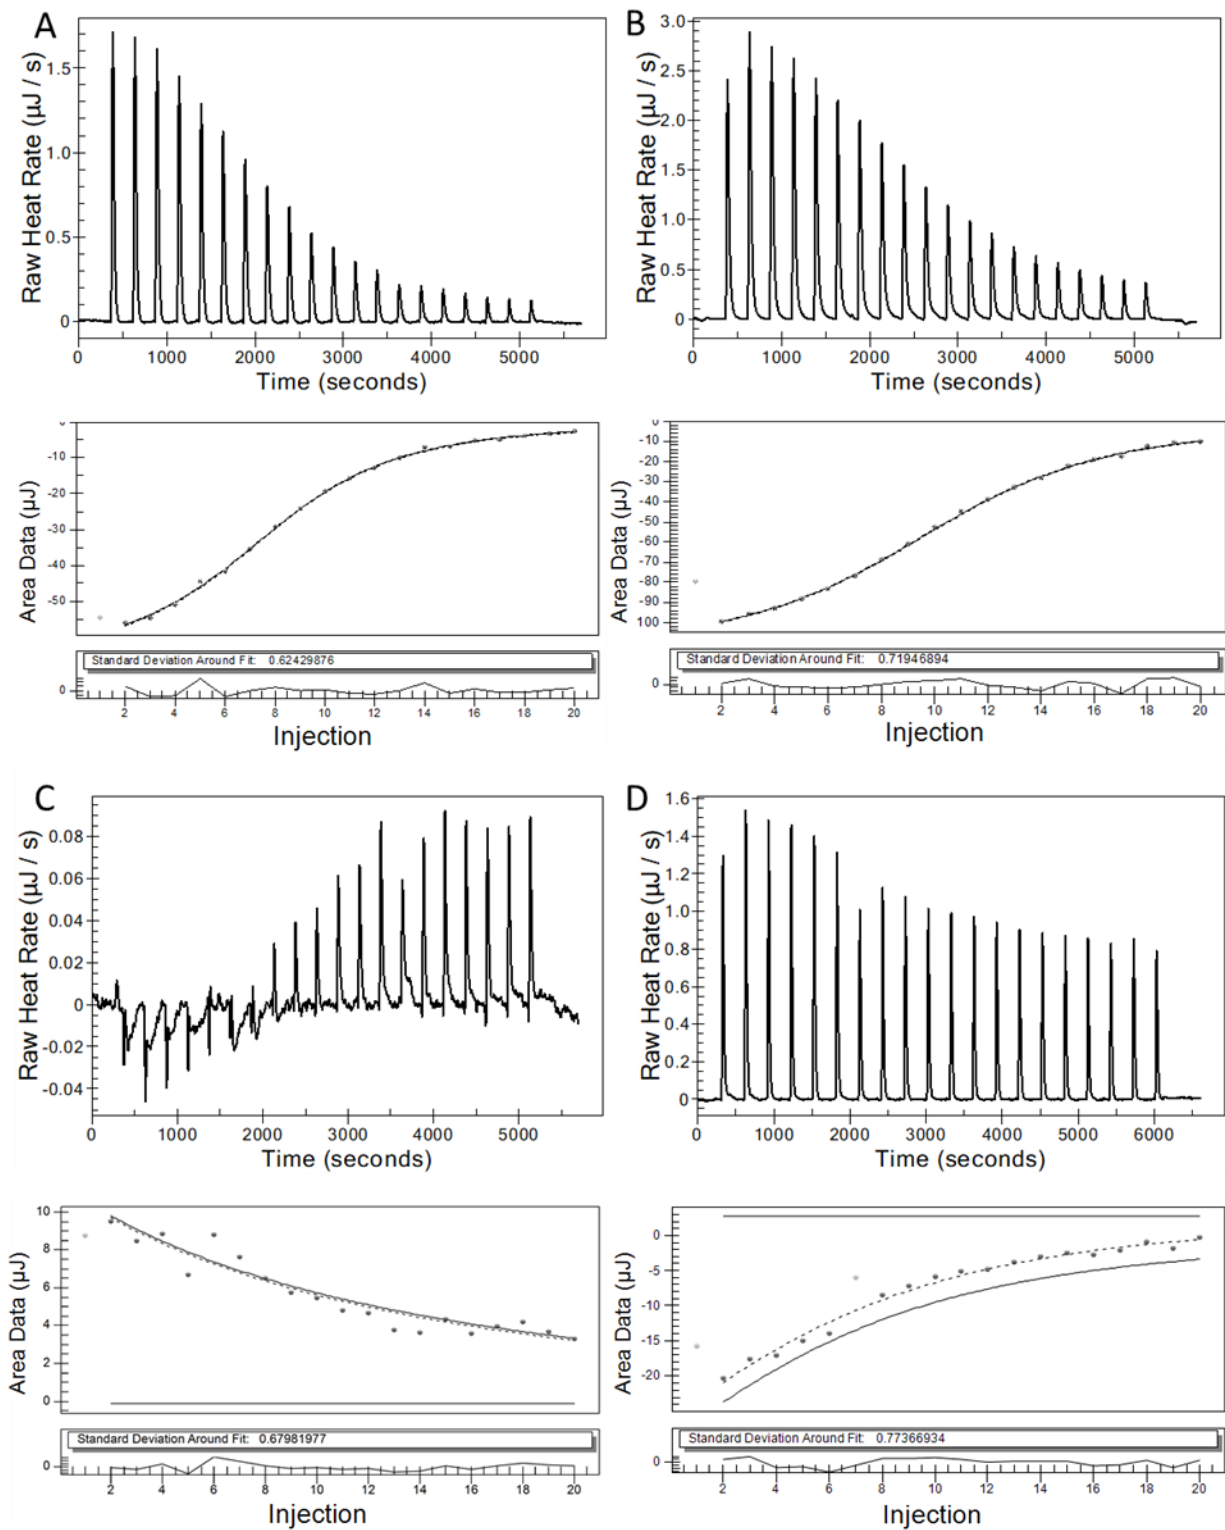 A
Raw Heat Rate (µJ / s)
1.5
1.0
0.5
0
0 1000 2000 3000 4000 5000
Time (seconds)
B
Raw Heat Rate (µJ / s)
3.0
2.5
2.0
1.5
1.0
0.5
0
0 1000 2000 3000 4000 5000
Time (seconds)
Area Data (µJ)
0
-10
-20
-30
-40
-50
Standard Deviation Around Fit: 0.62429876
0
2 4 6 8 10 12 14 16 18 20
Injection
Area Data (µJ)
0
-10
-20
-30
-40
-50
-60
-70
-80
-90
100
Standard Deviation Around Fit: 0.71946894
0
2 4 6 8 10 12 14 16 18 20
Injection
C
Raw Heat Rate (µJ / s)
0.08
0.06
0.04
0.02
0
-0.02
-0.04
0 1000 2000 3000 4000 5000
Time (seconds)
D
Raw Heat Rate (µJ / s)
1.6
1.4
1.2
1.0
0.8
0.6
0.4
0.2
0
0 1000 2000 3000 4000 5000 6000
Time (seconds)
Area Data (µJ)
10
8
6
4
2
0
Standard Deviation Around Fit: 0.67981977
0
2 4 6 8 10 12 14 16 18 20
Injection
Area Data (µJ)
0
-5
-10
-15
-20
Standard Deviation Around Fit: 0.77366934
0
2 4 6 8 10 12 14 16 18 20
Injection